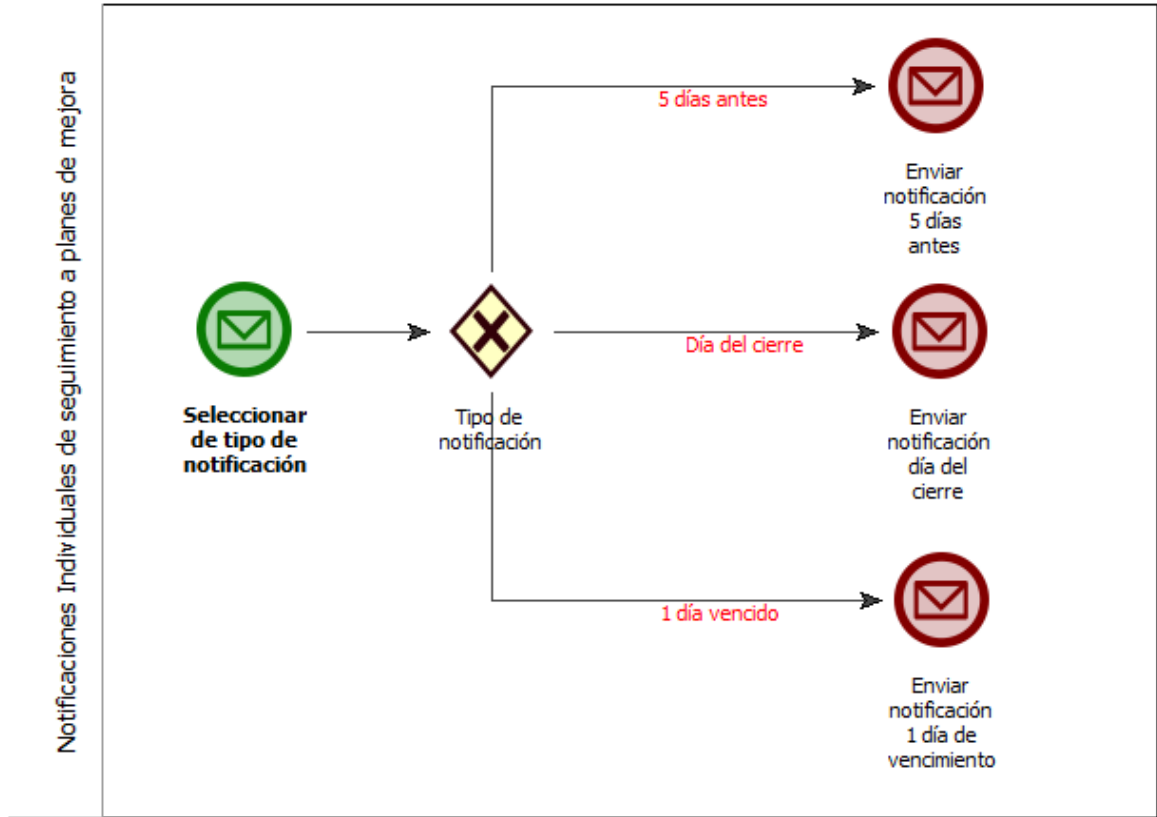 Notificaciones Individuales de seguimiento a planes de mejora
5 días antes
Enviar
notificación
5 días
antes
Seleccionar
de tipo de
notificación
Tipo de
notificación
Día del cierre
Enviar
notificación
día del
cierre
1 día vencido
Enviar
notificación
1 día de
vencimiento